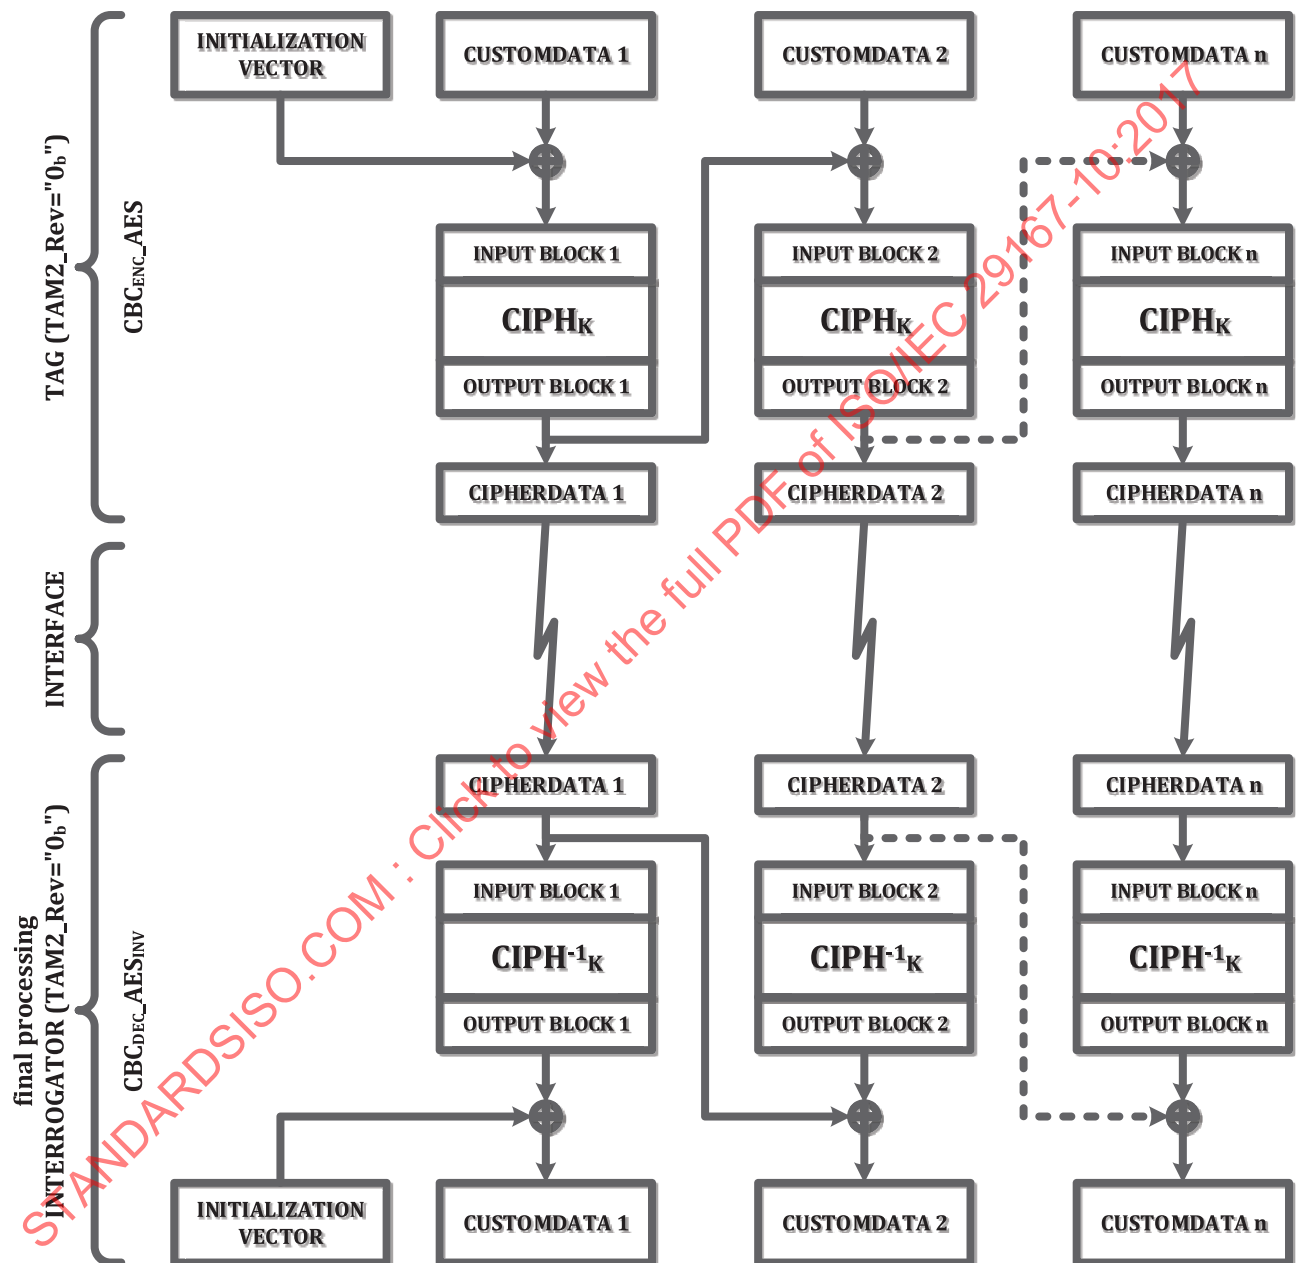 TAG (TAM2_Rev="0b")
CBCENC_AES
INITIALIZATION
VECTOR
CUSTOMDATA 1
CUSTOMDATA 2
CUSTOMDATA n
INPUT BLOCK 1
INPUT BLOCK 2
INPUT BLOCK n
CIPHK
CIPHK
CIPHK
OUTPUT BLOCK 1
OUTPUT BLOCK 2
OUTPUT BLOCK n
CIPHERDATA 1
CIPHERDATA 2
CIPHERDATA n
INTERFACE
final processing
INTERROGATOR (TAM2_Rev="0b")
CBCDEC_AESINV
CIPHERDATA 1
CIPHERDATA 2
CIPHERDATA n
INPUT BLOCK 1
INPUT BLOCK 2
INPUT BLOCK n
CIPH-1K
CIPH-1K
CIPH-1K
OUTPUT BLOCK 1
OUTPUT BLOCK 2
OUTPUT BLOCK n
INITIALIZATION
VECTOR
CUSTOMDATA 1
CUSTOMDATA 2
CUSTOMDATA n
STANDARDSISO.COM : Click to view the full PDF of ISO/IEC 29167-10:2017